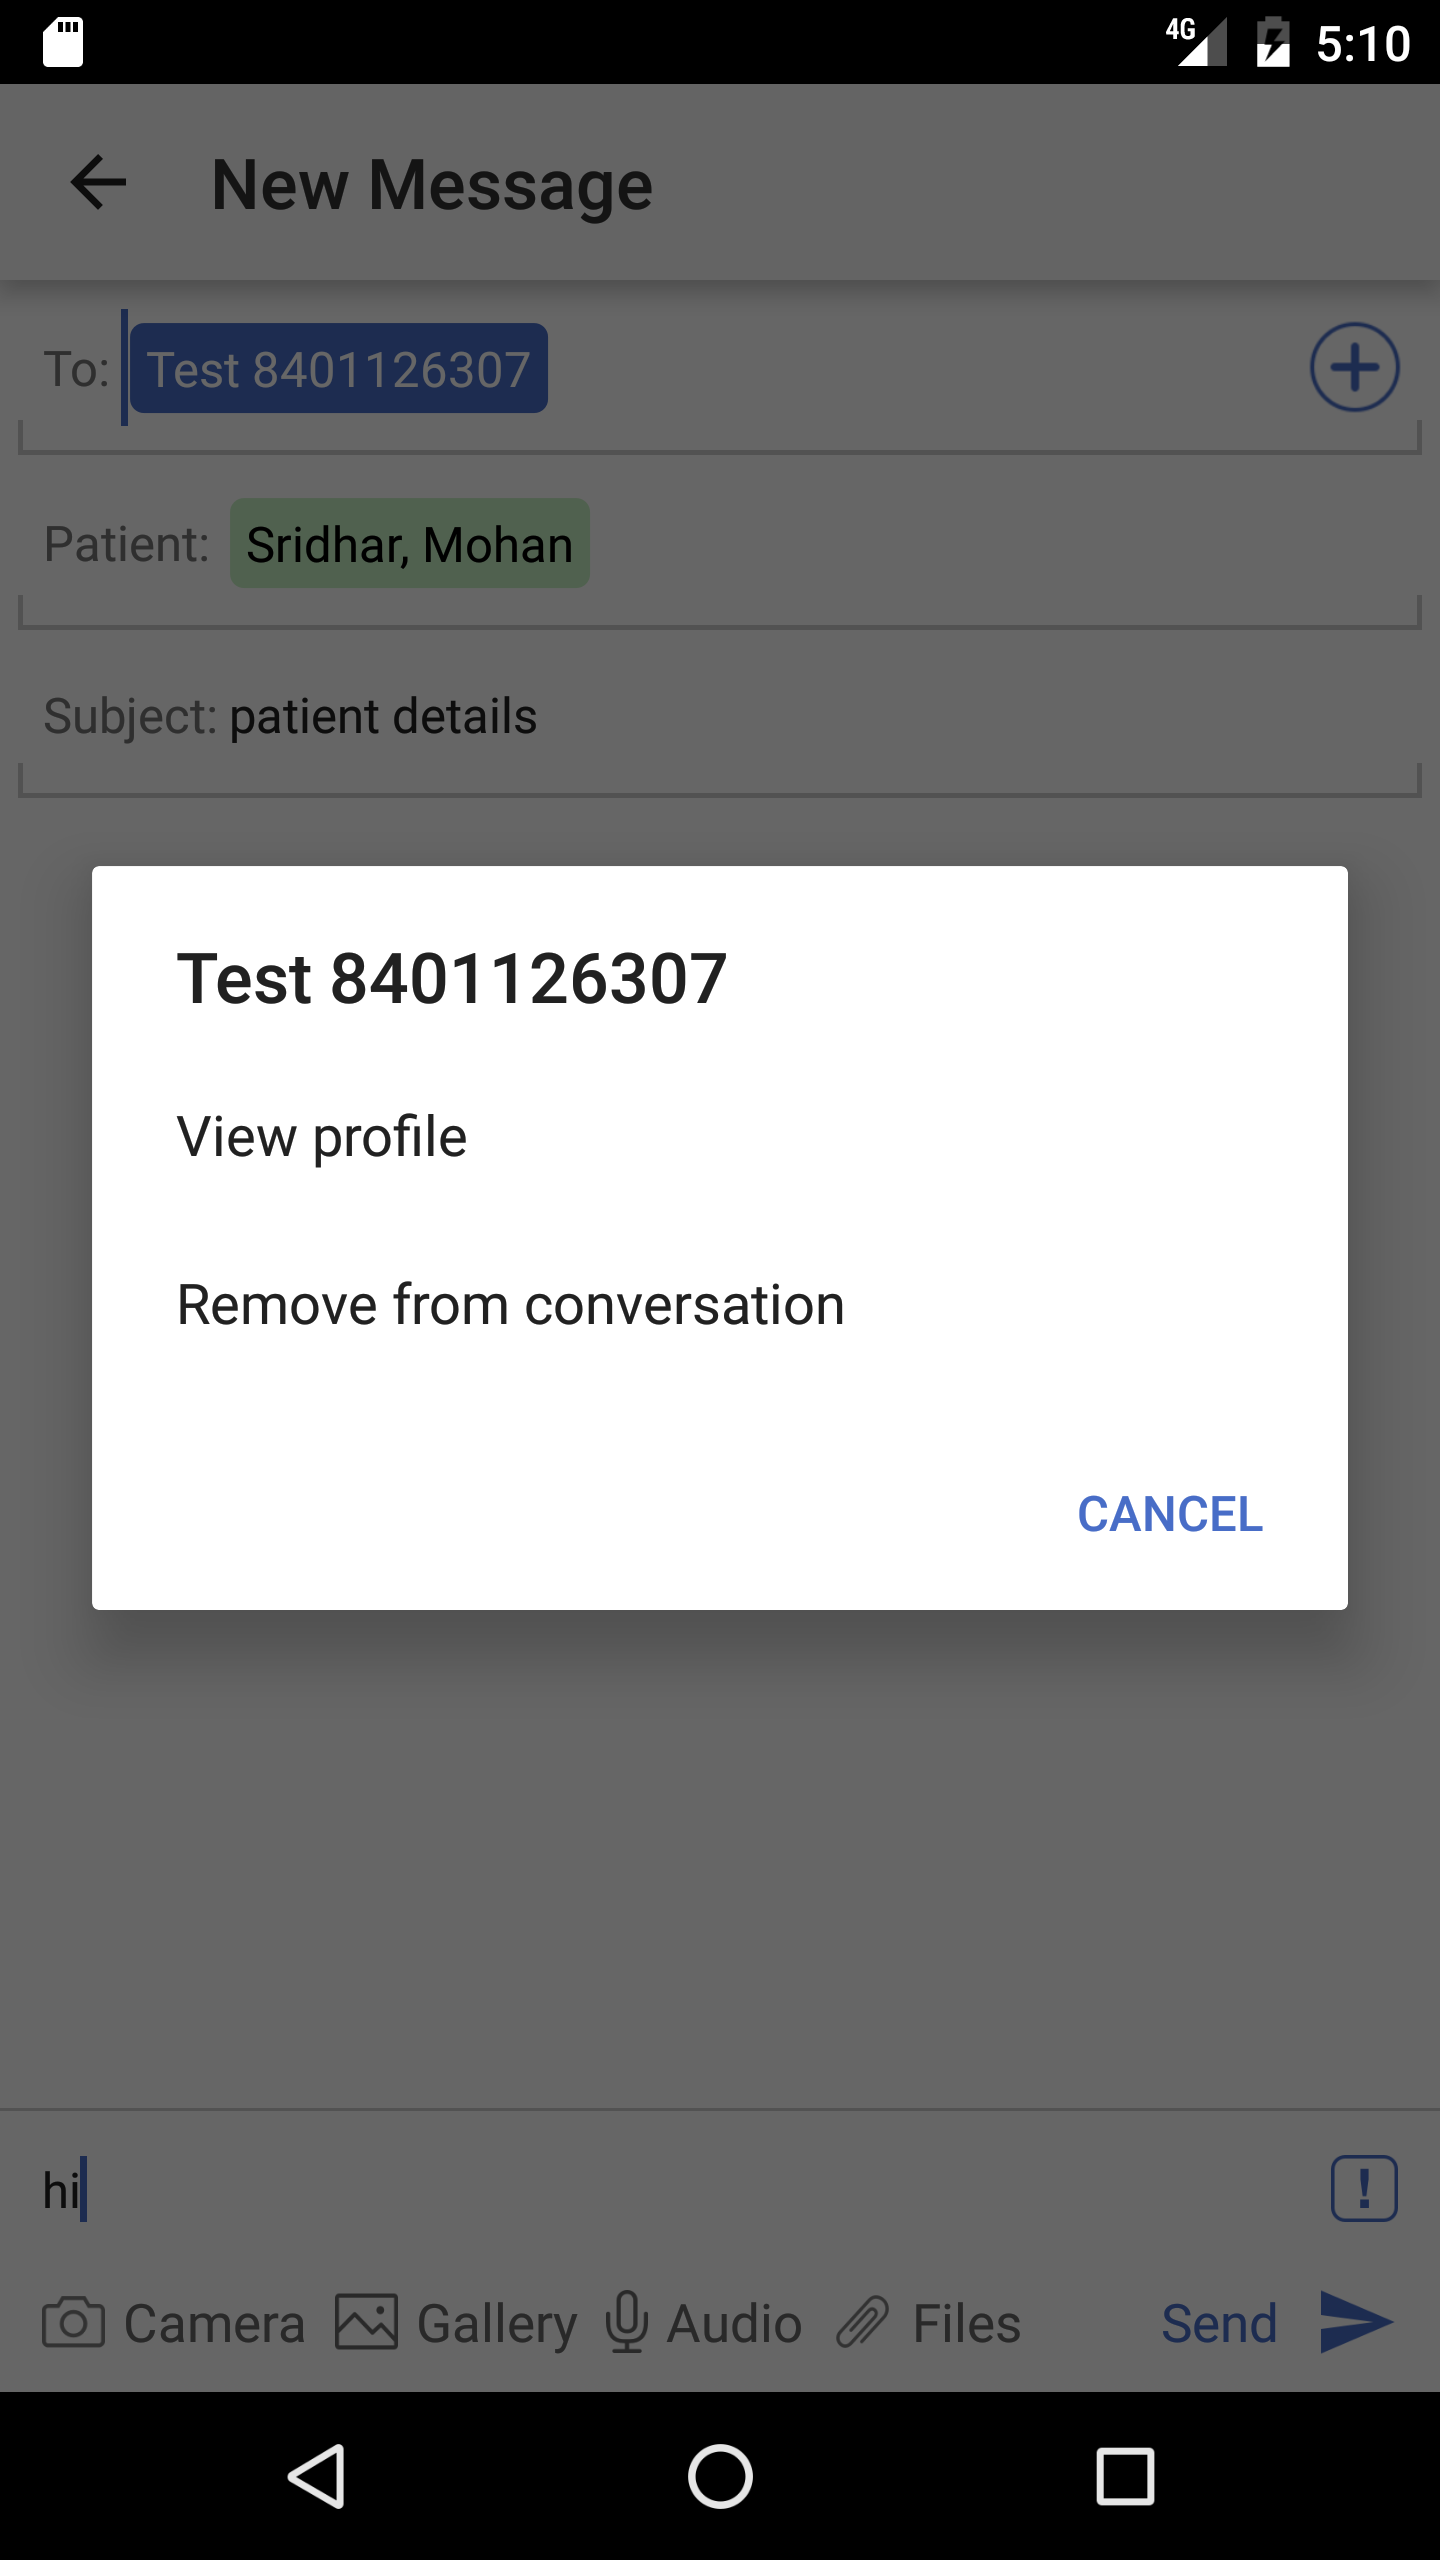 4G 5:10
New Message
To: Test 8401126307
Patient: Sridhar, Mohan
Subject: patient details
Test 8401126307
View profile
Remove from conversation
CANCEL
hi
Camera Gallery Audio Files Send